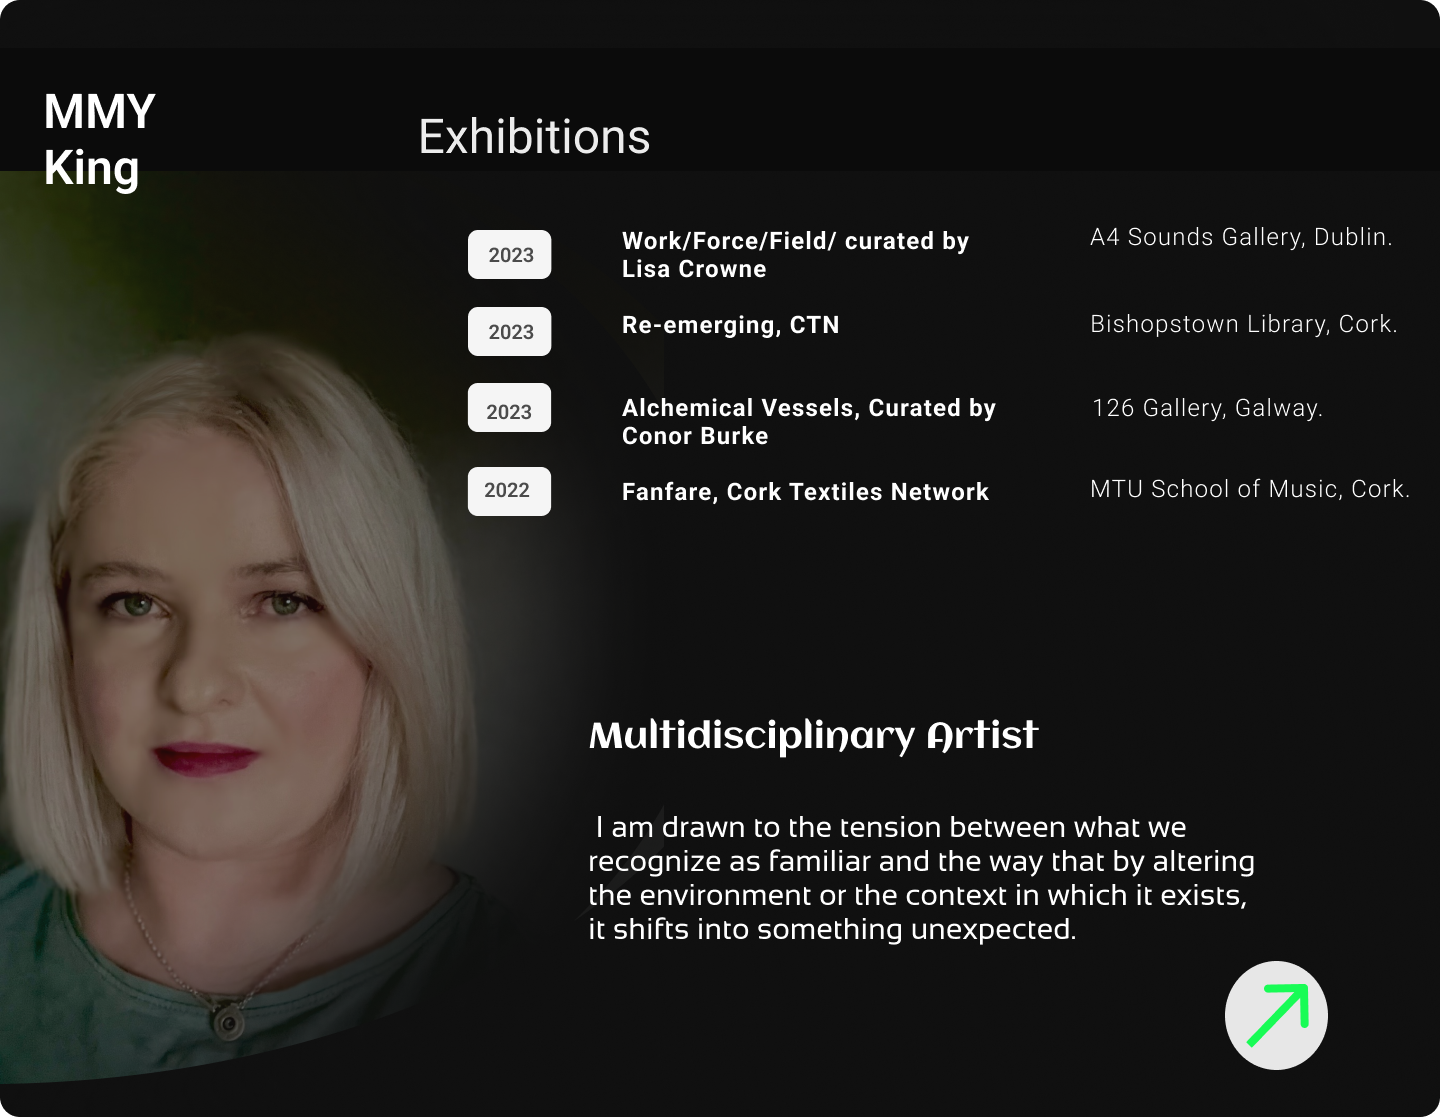 MMY
King
Exhibitions
2023
Work/Force/Field/ curated by
Lisa Crowne
A4 Sounds Gallery, Dublin.
2023
Re-emerging, CTN
Bishopstown Library, Cork.
2023
Alchemical Vessels, Curated by
Conor Burke
126 Gallery, Galway.
2022
Fanfare, Cork Textiles Network
MTU School of Music, Cork.
Multidisciplinary Artist
I am drawn to the tension between what we
recognize as familiar and the way that by altering
the environment or the context in which it exists,
it shifts into something unexpected.